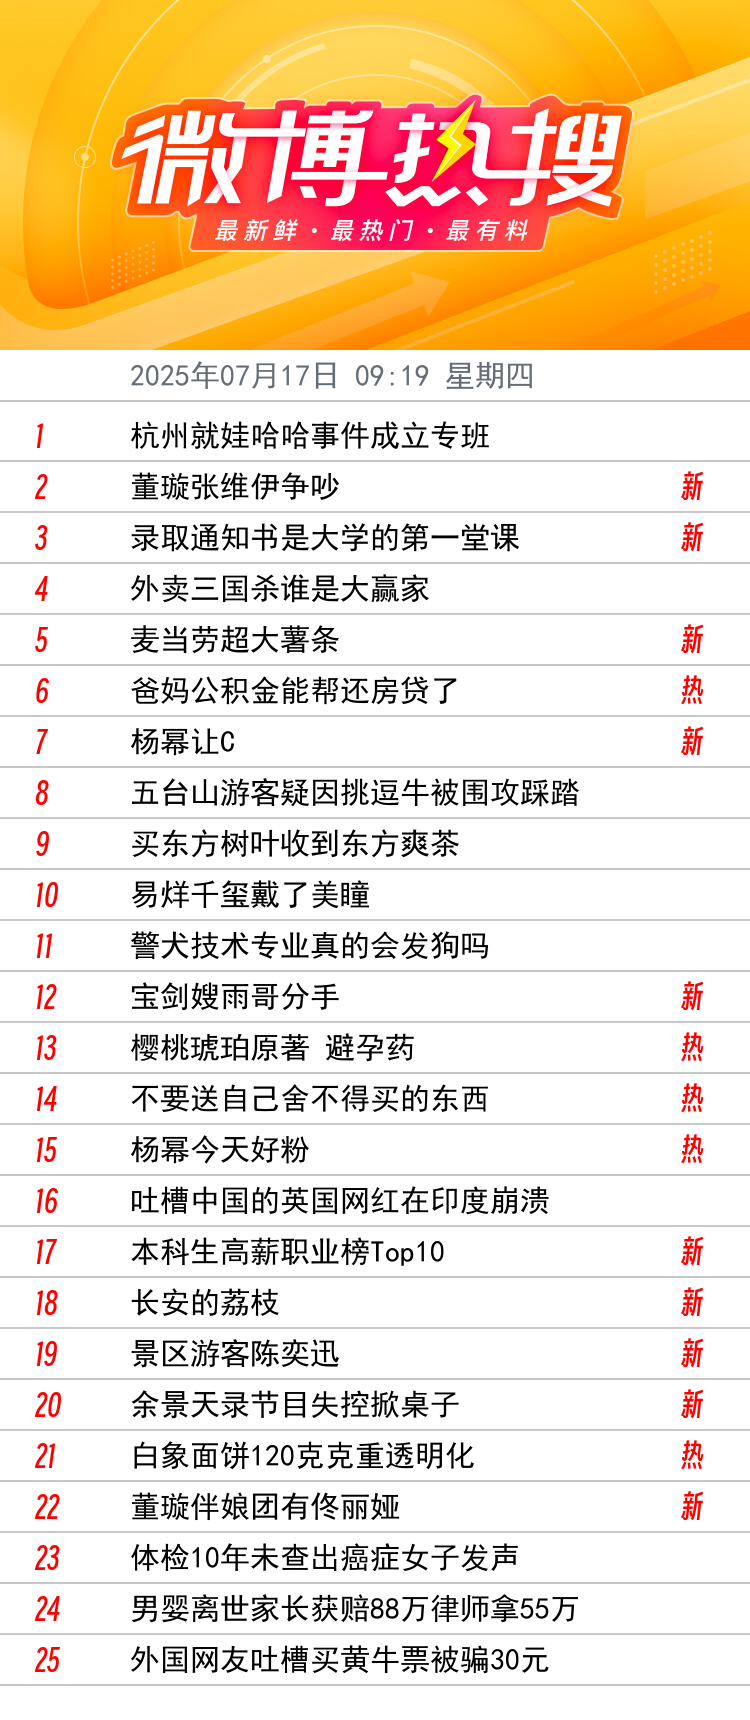 微博热搜
最新鲜·最热门·最有料
2025年07月17日 09:19 星期四
1 杭州就娃哈哈事件成立专班
2 董璇张维伊争吵 新
3 录取通知书是大学的第一堂课 新
4 外卖三国杀谁是大赢家
5 麦当劳超大薯条 新
6 爸妈公积金能帮还房贷了 热
7 杨幂让C 新
8 五台山游客疑因挑逗牛被围攻踩踏
9 买东方树叶收到东方爽茶
10 易烊千玺戴了美瞳
11 警犬技术专业真的会发狗吗
12 宝剑嫂雨哥分手 新
13 樱桃琥珀原著 避孕药 热
14 不要送自己舍不得买的东西 热
15 杨幂今天好粉 热
16 吐槽中国的英国网红在印度崩溃
17 本科生高薪职业榜Top10 新
18 长安的荔枝 新
19 景区游客陈奕迅 新
20 余景天录节目失控掀桌子 新
21 白象面饼120克克重透明化 热
22 董璇伴娘团有佟丽娅 新
23 体检10年未查出癌症女子发声
24 男婴离世家长获赔88万律师拿55万
25 外国网友吐槽买黄牛票被骗30元